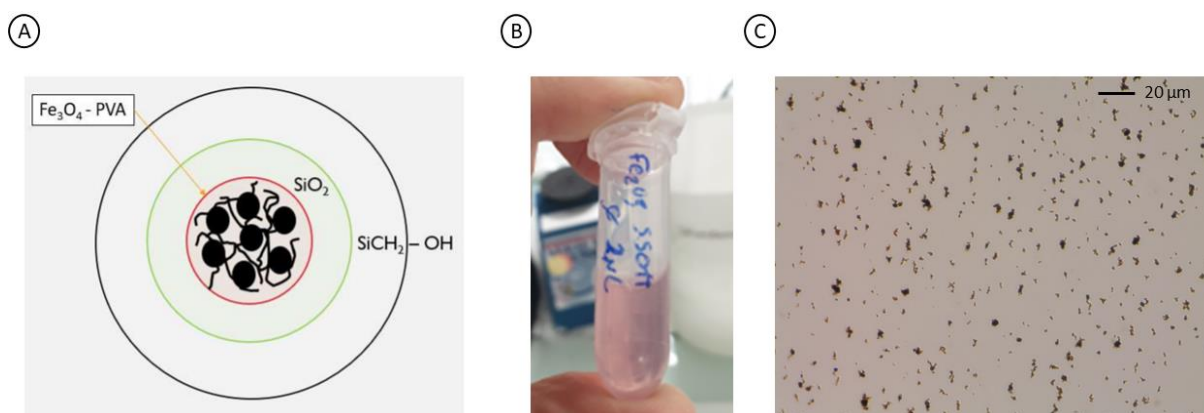 A
B
C
Fe₃O₄ - PVA
SiO₂
SiCH₂ – OH
20 µm